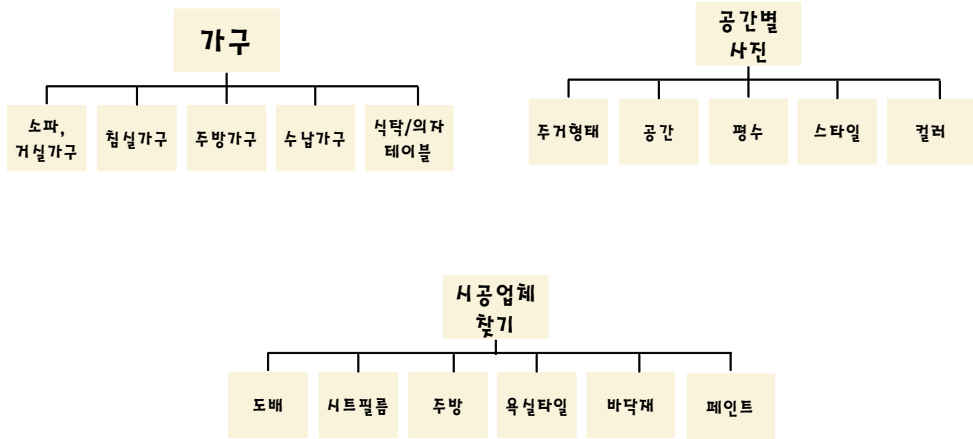 가구
소파,
거실가구
침실가구
주방가구
수납가구
식탁/의자
테이블
공간별
사진
주거형태
공간
평수
스타일
컬러
시공업체
찾기
도배
시트필름
주방
욕실타일
바닥재
페인트